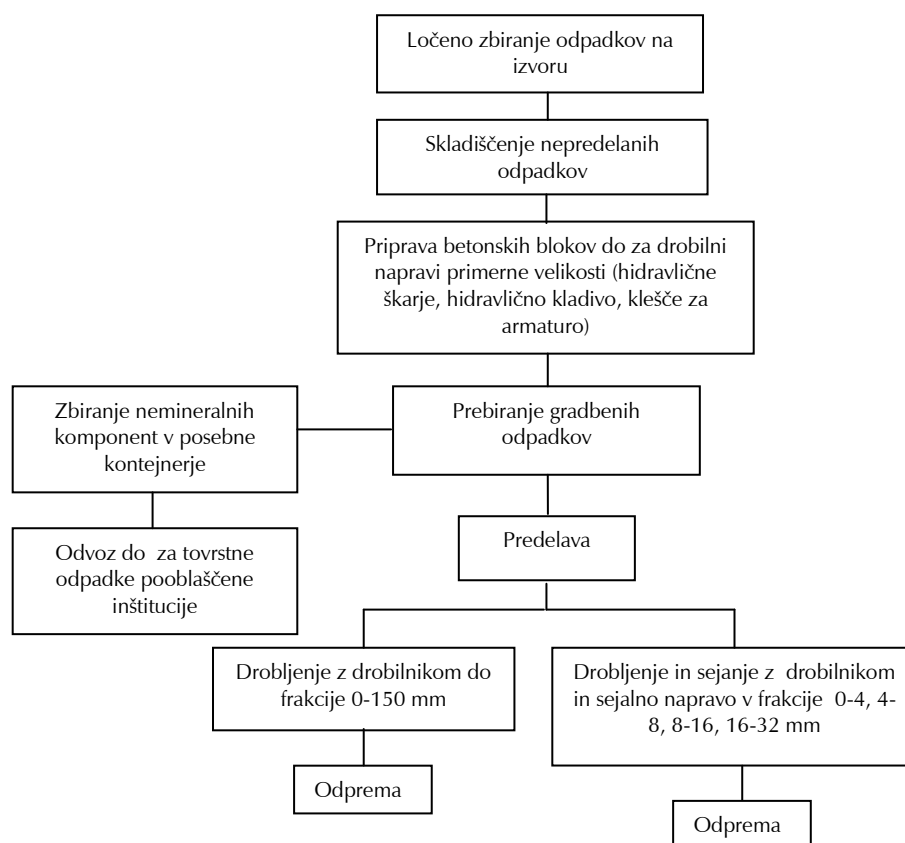 Ločeno zbiranje odpadkov na
izvoru
Skladiščenje nepredelanih
odpadkov
Priprava betonskih blokov do za drobilni
napravi primerne velikosti (hidravlične
škarje, hidravlično kladivo, klešče za
armaturo)
Zbiranje nemineralnih
komponent v posebne
kontejnerje
Prebiranje gradbenih
odpadkov
Odvoz do za tovrstne
odpadke pooblaščene
inštitucije
Predelava
Drobljenje z drobilnikom do
frakcije 0-150 mm
Drobljenje in sejanje z drobilnikom
in sejalno napravo v frakcije 0-4, 4-
8, 8-16, 16-32 mm
Odprema
Odprema